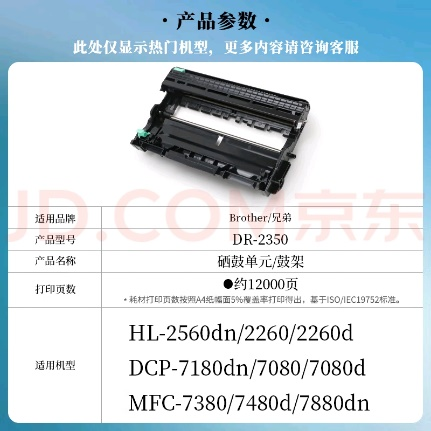 产品参数
此处仅显示热门机型，更多内容请咨询客服
JD.COM京东
适用品牌 Brother/兄弟
产品型号 DR-2350
产品名称 硒鼓单元/鼓架
打印页数 ●约12000页
•耗材打印页数按照A4纸幅面5%覆盖率打印得出，基于ISO/IEC19752标准。
适用机型
HL-2560dn/2260/2260d
DCP-7180dn/7080/7080d
MFC-7380/7480d/7880dn